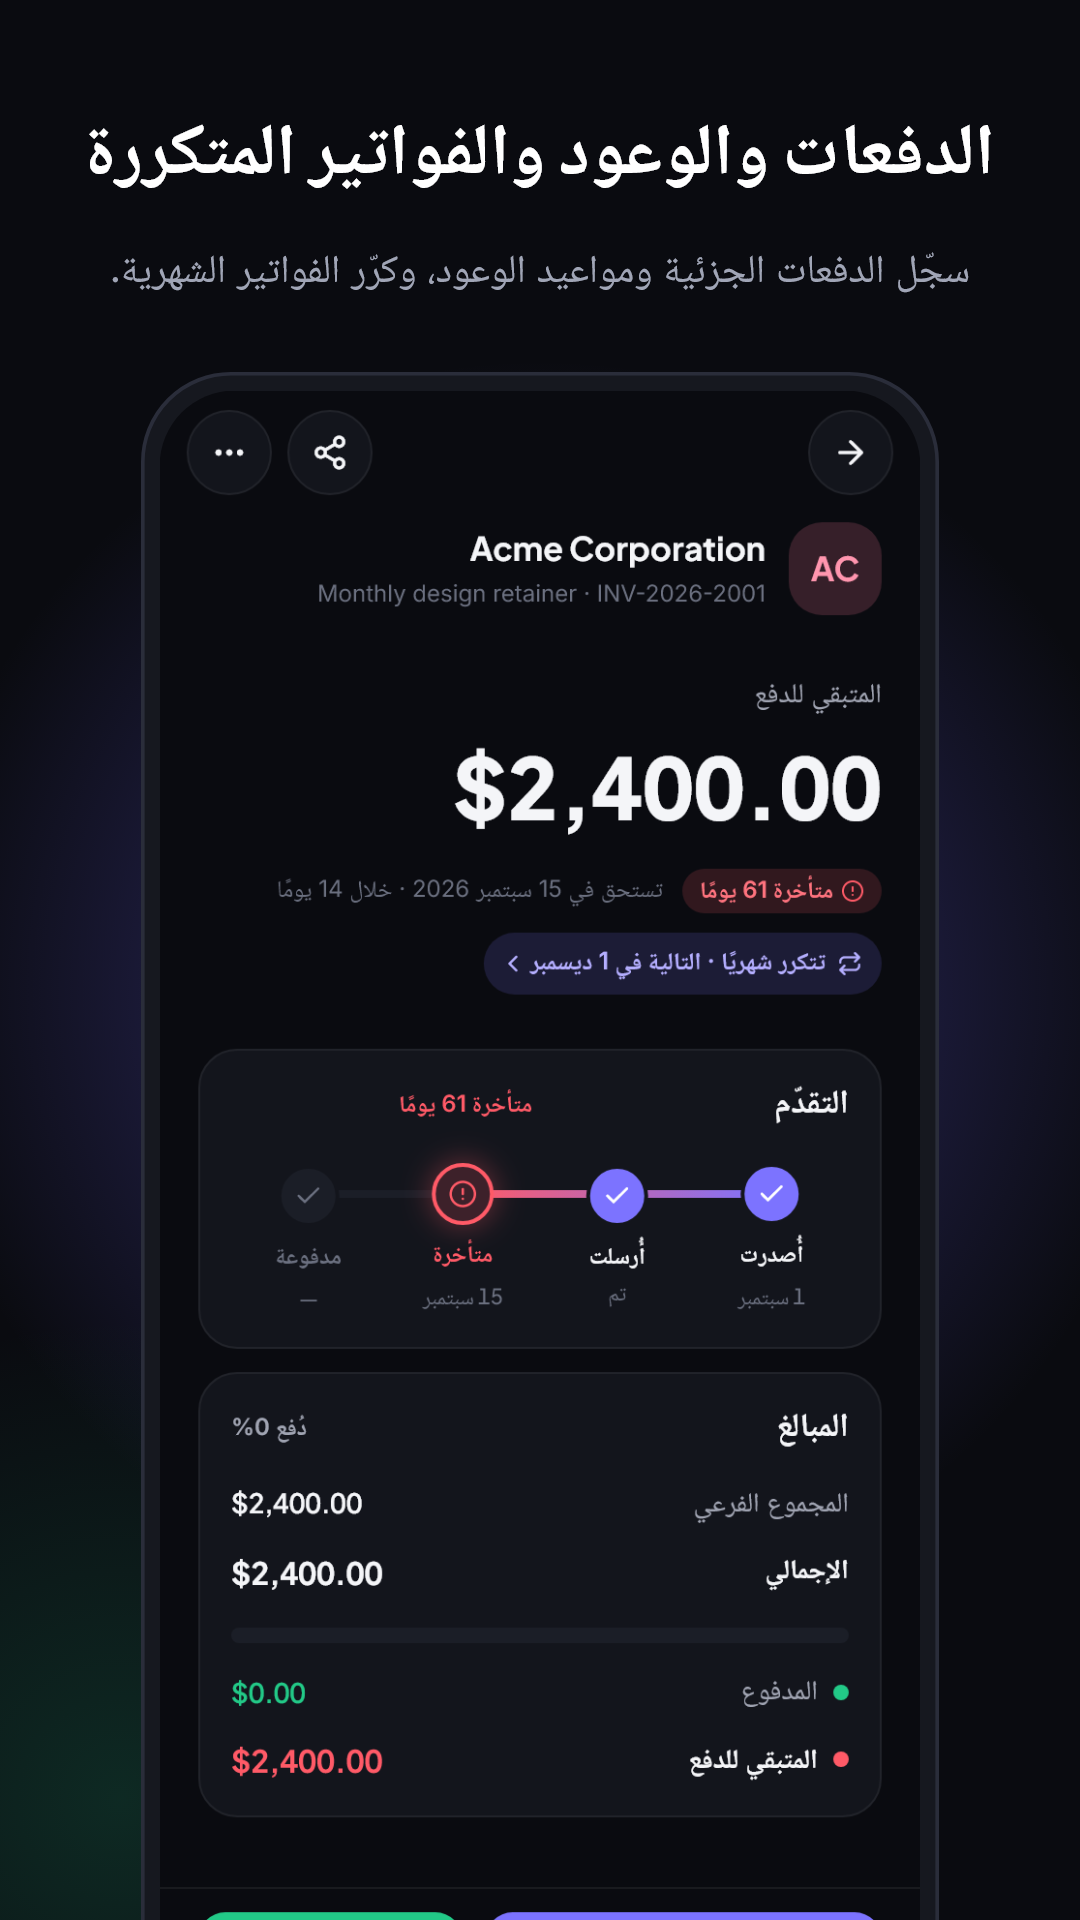 الدفعات والوعود والفواتير المتكررة
سجّل الدفعات الجزئية ومواعيد الوعود، وكرّر الفواتير الشهرية.
Acme Corporation
AC
Monthly design retainer · INV-2026-2001
المتبقي للدفع
$2,400.00
متأخرة 61 يومًا
تستحق في 15 سبتمبر 2026 · خلال 14 يومًا
تتكرر شهريًا · التالية في 1 ديسمبر
التقدّم
متأخرة 61 يومًا
أُصدرت
أُرسلت
متأخرة
مدفوعة
1 سبتمبر
تم
15 سبتمبر
—
المبالغ
دُفع 0%
المجموع الفرعي
$2,400.00
الإجمالي
$2,400.00
المدفوع
$0.00
المتبقي للدفع
$2,400.00